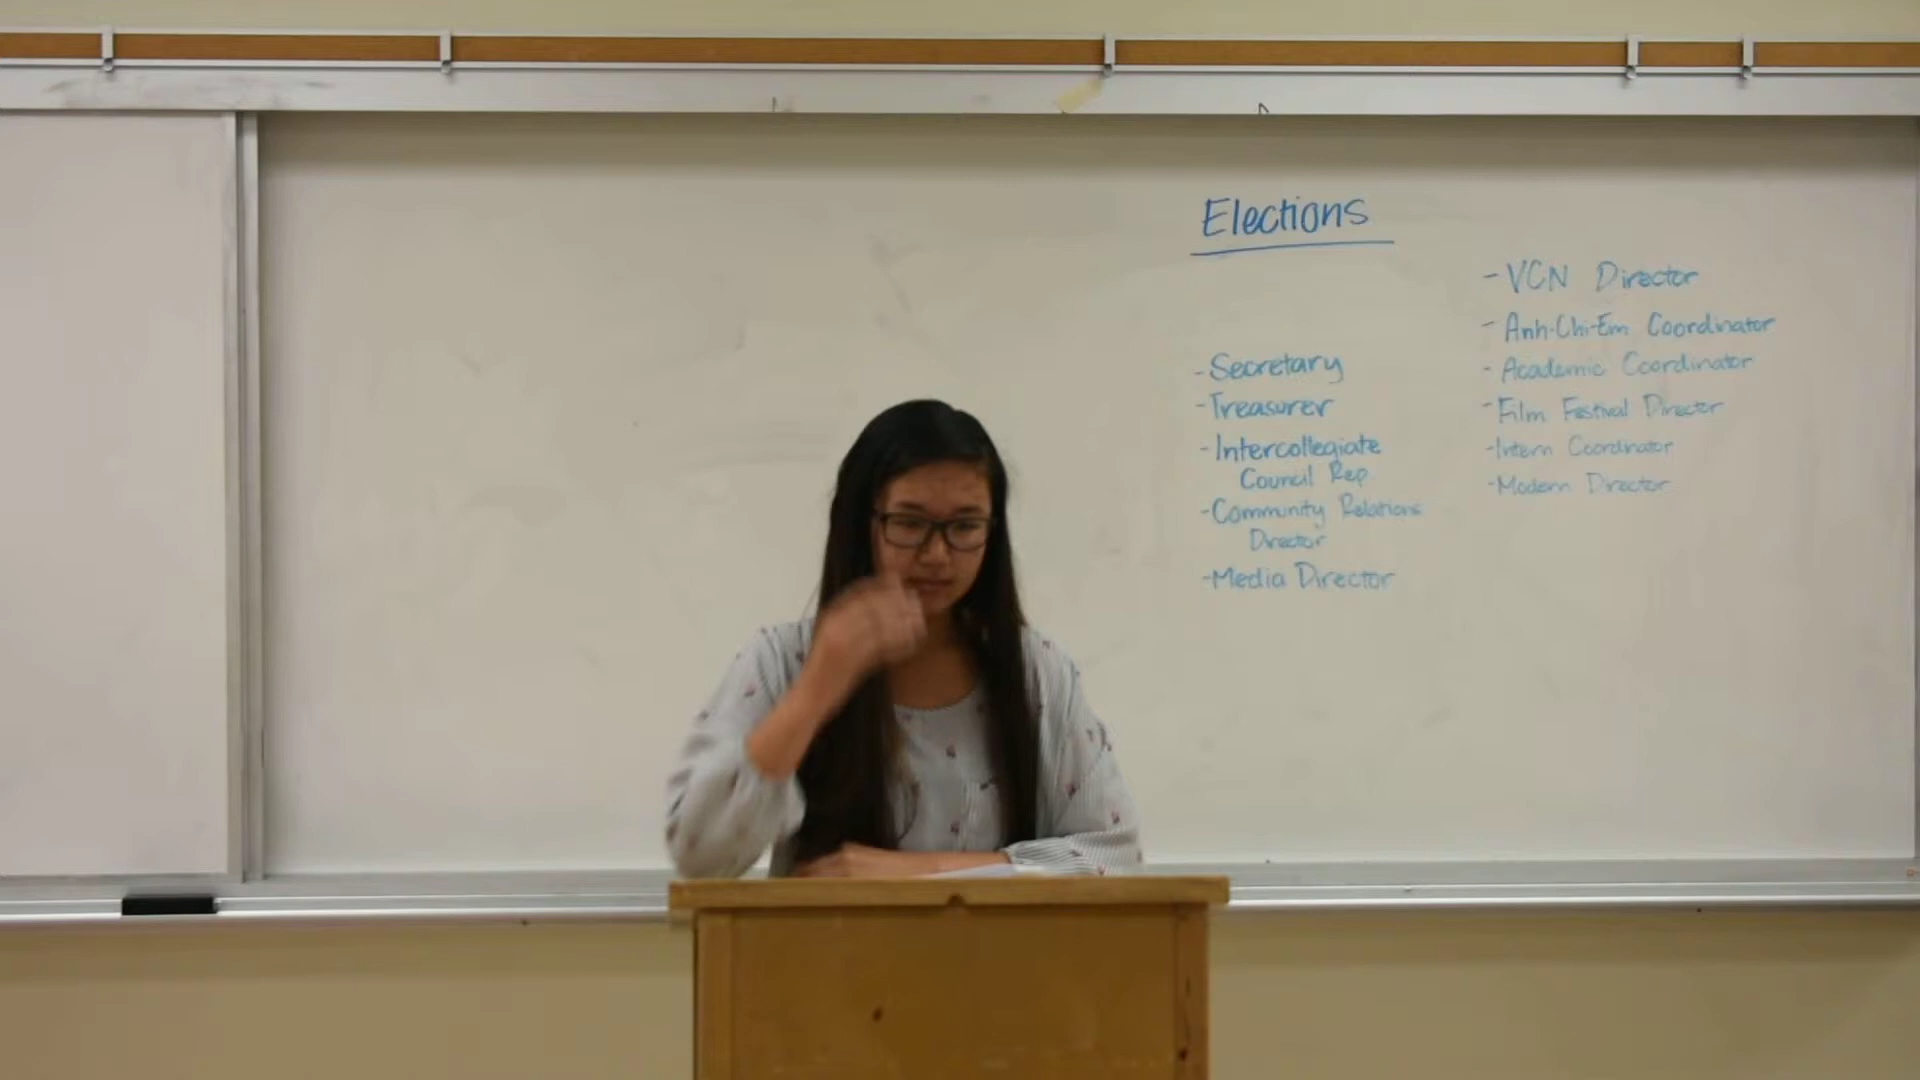 Elections
- Secretary
- Treasurer
- Intercollegiate
Council Rep
- Community Relations
Director
- Media Director
- VCN Director
- Anh-Chi-Em Coordinator
- Academic Coordinator
- Film Festival Director
- Intern Coordinator
- Modern Director